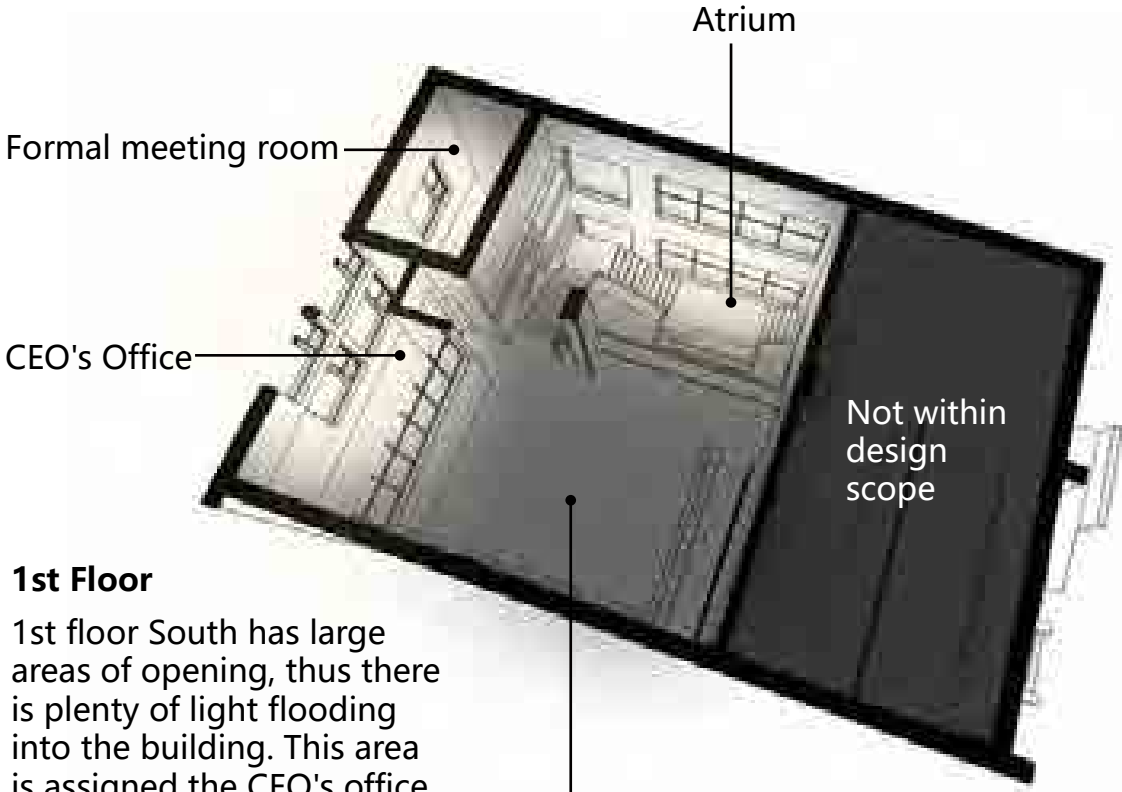 Atrium
Formal meeting room
CEO's Office
Not within
design
scope
1st Floor
1st floor South has large
areas of opening, thus there
is plenty of light flooding
into the building. This area
is assigned the CEO's office